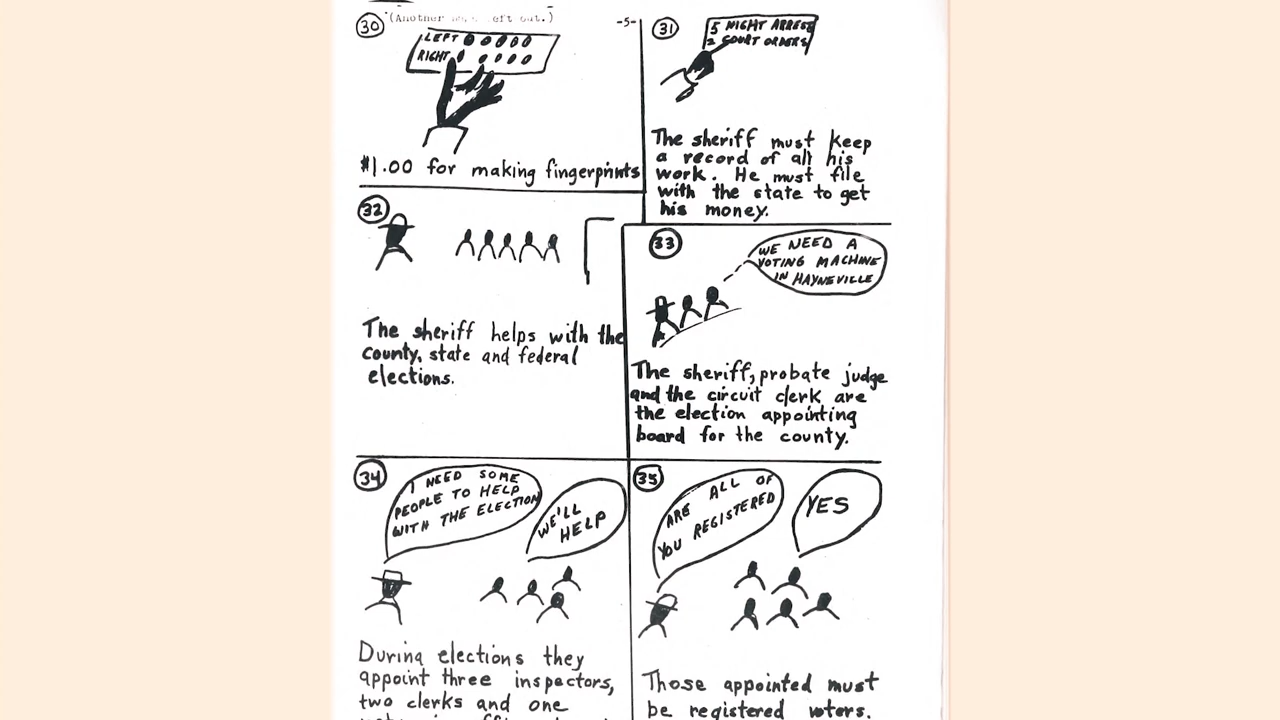 -5-
30
(Another left out.)
LEFT
RIGHT
$1.00 for making fingerprints
31
5 NIGHT ARREST
2 COURT ORDERS
The sheriff must keep
a record of all his
work. He must file
with the state to get
his money.
32
The sheriff helps with the
county, state and federal
elections.
33
WE NEED A
VOTING MACHINE
IN HAYNEVILLE
The sheriff, probate judge
and the circuit clerk are
the election appointing
board for the county.
34
I NEED SOME
PEOPLE TO HELP
WITH THE ELECTION
WE'LL
HELP
During elections they
appoint three inspectors,
two clerks and one
35
ARE ALL OF
YOU REGISTERED
YES
Those appointed must
be registered voters.